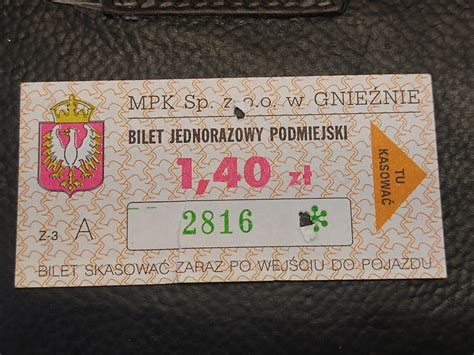 MPK Sp. z o.o. w GNIEŹNIE
BILET JEDNORAZOWY PODMIEJSKI
1,40 zł
TU KASOWAĆ
Z-3 A
2816 *
BILET SKASOWAĆ ZARAZ PO WEJŚCIU DO POJAZDU